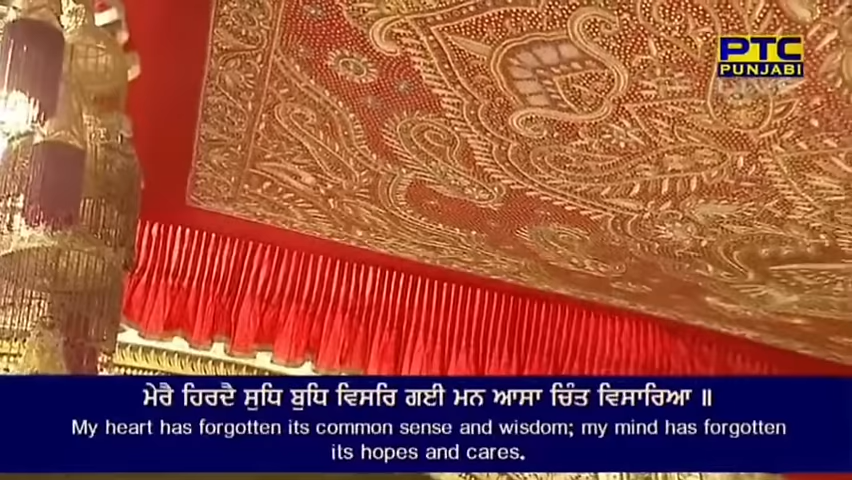 PTC
PUNJABI
ਮੇਰੈ ਹਿਰਦੈ ਸੁਧਿ ਬੁਧਿ ਵਿਸਰਿ ਗਈ ਮਨ ਆਸਾ ਚਿੰਤ ਵਿਸਾਰਿਆ ॥
My heart has forgotten its common sense and wisdom; my mind has forgotten
its hopes and cares.